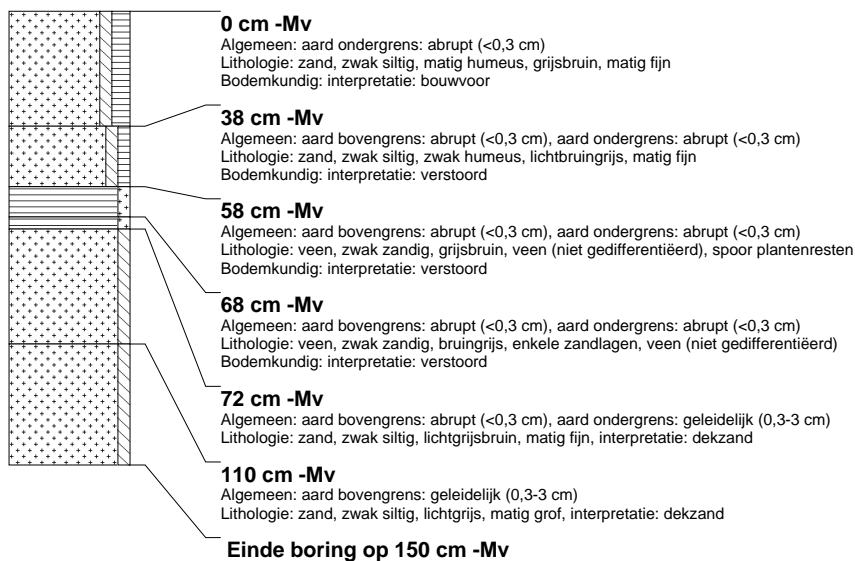 0 cm -Mv
Algemeen: aard ondergrens: abrupt (<0,3 cm)
Lithologie: zand, zwak siltig, matig humeus, grijsbruin, matig fijn
Bodemkundig: interpretatie: bouwvoor
38 cm -Mv
Algemeen: aard bovengrens: abrupt (<0,3 cm), aard ondergrens: abrupt (<0,3 cm)
Lithologie: zand, zwak siltig, zwak humeus, lichtbruingrijs, matig fijn
Bodemkundig: interpretatie: verstoord
58 cm -Mv
Algemeen: aard bovengrens: abrupt (<0,3 cm), aard ondergrens: abrupt (<0,3 cm)
Lithologie: veen, zwak zandig, grijsbruin, veen (niet gedifferentiëerd), spoor plantenresten
Bodemkundig: interpretatie: verstoord
68 cm -Mv
Algemeen: aard bovengrens: abrupt (<0,3 cm), aard ondergrens: abrupt (<0,3 cm)
Lithologie: veen, zwak zandig, bruingrijs, enkele zandlagen, veen (niet gedifferentiëerd)
Bodemkundig: interpretatie: verstoord
72 cm -Mv
Algemeen: aard bovengrens: abrupt (<0,3 cm), aard ondergrens: geleidelijk (0,3-3 cm)
Lithologie: zand, zwak siltig, lichtgrijsbruin, matig fijn, interpretatie: dekzand
110 cm -Mv
Algemeen: aard bovengrens: geleidelijk (0,3-3 cm)
Lithologie: zand, zwak siltig, lichtgrijs, matig grof, interpretatie: dekzand
Einde boring op 150 cm -Mv